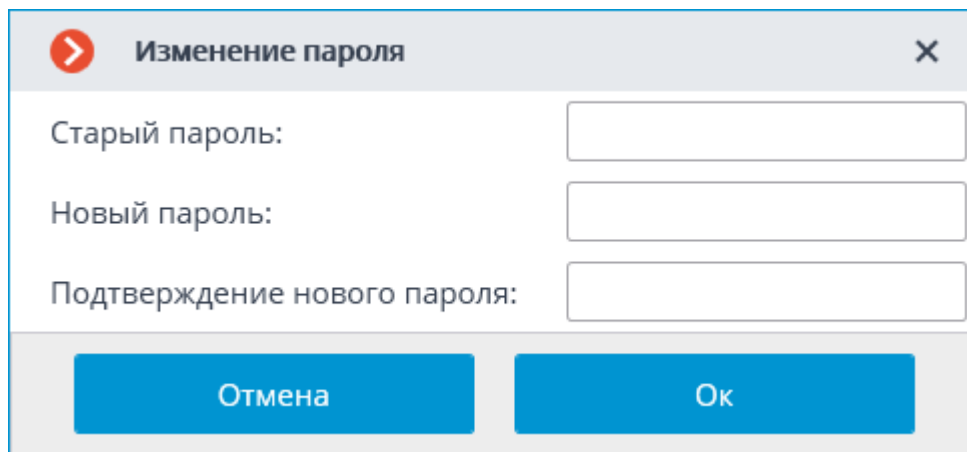 Изменение пароля
Старый пароль:
Новый пароль:
Подтверждение нового пароля:
Отмена Ок